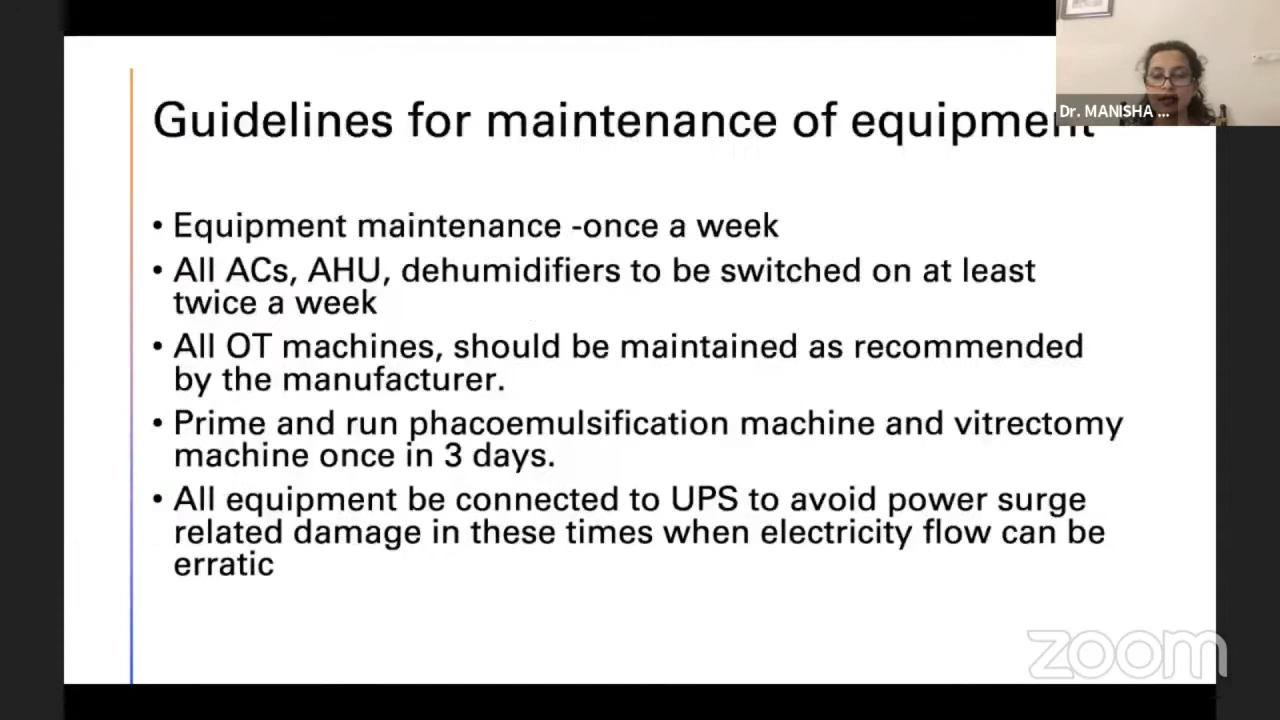 Guidelines for maintenance of equipment
Dr. MANISHA ...
• Equipment maintenance -once a week
• All ACs, AHU, dehumidifiers to be switched on at least
twice a week
• All OT machines, should be maintained as recommended
by the manufacturer.
• Prime and run phacoemulsification machine and vitrectomy
machine once in 3 days.
• All equipment be connected to UPS to avoid power surge
related damage in these times when electricity flow can be
erratic
zoom